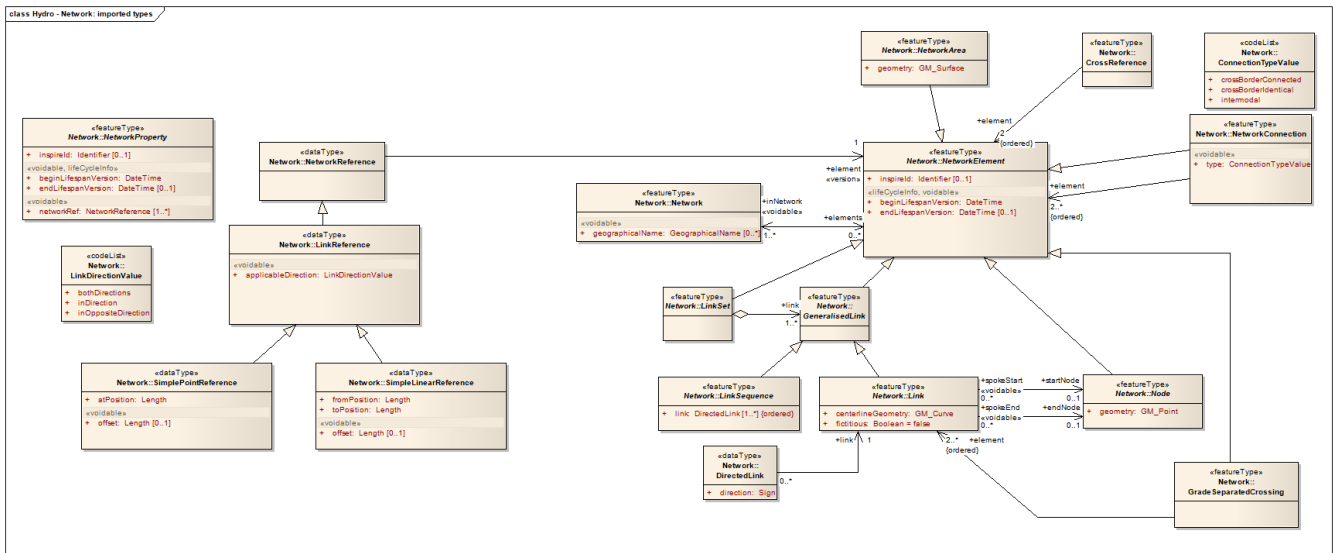 class Hydro - Network: imported types
«featureType»
Network::NetworkArea
+ geometry: GM_Surface
«featureType»
Network::
CrossReference
«codeList»
Network::
ConnectionTypeValue
+ crossBorderConnected
+ crossBorderIdentical
+ intermodal
«featureType»
Network::NetworkProperty
+ inspireId: Identifier [0..1]
«voidable, lifeCycleInfo»
+ beginLifespanVersion: DateTime
+ endLifespanVersion: DateTime [0..1]
«voidable»
+ networkRef: NetworkReference [1..*]
«dataType»
Network::NetworkReference
1
+element
«version»
+element
2
{ordered}
«featureType»
Network::NetworkElement
+ inspireId: Identifier [0..1]
«lifeCycleInfo, voidable»
+ beginLifespanVersion: DateTime
+ endLifespanVersion: DateTime [0..1]
«featureType»
Network::NetworkConnection
«voidable»
+ type: ConnectionTypeValue
+element
2..*
{ordered}
«featureType»
Network::Network
«voidable»
+ geographicalName: GeographicalName [0..*]
+inNetwork
«voidable»
1..*
+elements
0..*
«dataType»
Network::LinkReference
«voidable»
+ applicableDirection: LinkDirectionValue
«codeList»
Network::
LinkDirectionValue
+ bothDirections
+ inDirection
+ inOppositeDirection
«featureType»
Network::LinkSet
+link
1..*
«featureType»
Network::
GeneralisedLink
«dataType»
Network::SimplePointReference
+ atPosition: Length
«voidable»
+ offset: Length [0..1]
«dataType»
Network::SimpleLinearReference
+ fromPosition: Length
+ toPosition: Length
«voidable»
+ offset: Length [0..1]
«featureType»
Network::LinkSequence
+ link: DirectedLink [1..*] {ordered}
«featureType»
Network::Link
+ centerlineGeometry: GM_Curve
+ fictitious: Boolean = false
+spokeStart
«voidable»
0..*
+startNode
0..1
+spokeEnd
«voidable»
0..*
+endNode
0..1
«featureType»
Network::Node
+ geometry: GM_Point
+link 1
2..*
+element
{ordered}
«dataType»
Network::
DirectedLink
+ direction: Sign
0..*
«featureType»
Network::
GradeSeparatedCrossing